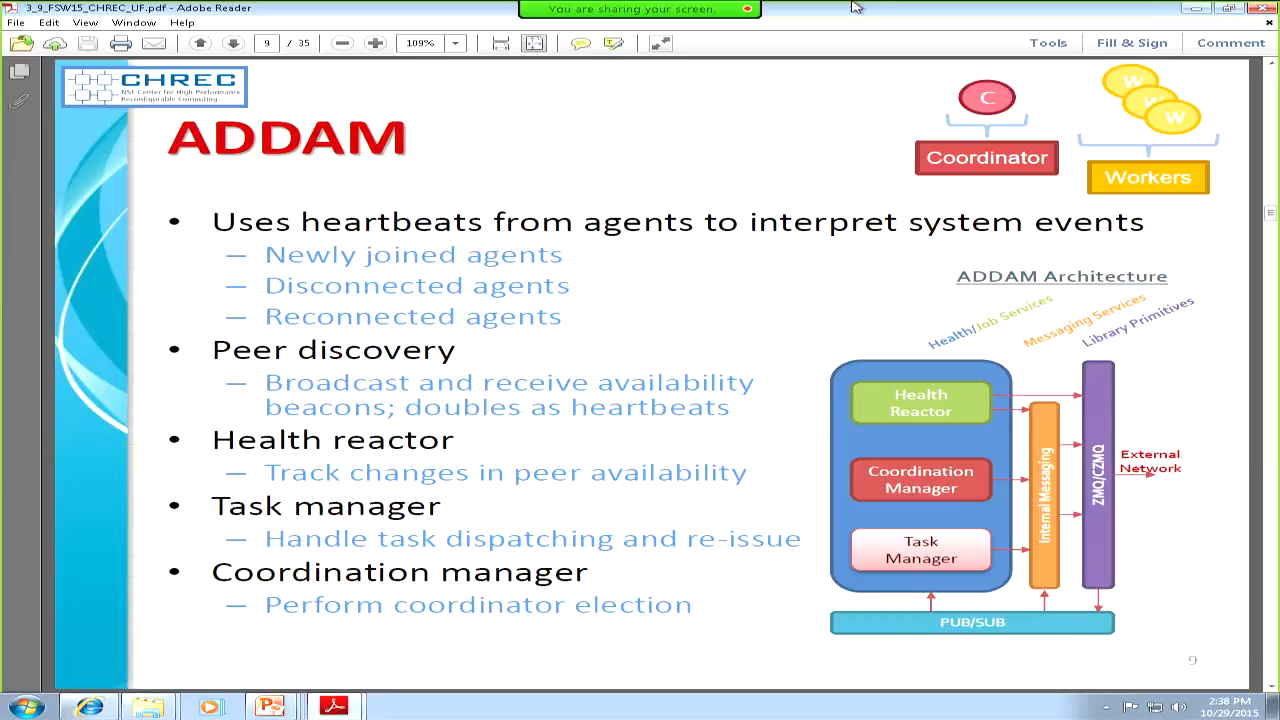 3_9_FSW15_CHREC_UF.pdf - Adobe Reader
You are sharing your screen.
File Edit View Window Help
9 / 35 109% Tools Fill & Sign Comment
CHREC
NSF Center for High-Performance
Reconfigurable Computing
C
W
W
W
Coordinator
Workers
ADDAM
• Uses heartbeats from agents to interpret system events
– Newly joined agents
– Disconnected agents
– Reconnected agents
• Peer discovery
– Broadcast and receive availability
beacons; doubles as heartbeats
• Health reactor
– Track changes in peer availability
• Task manager
– Handle task dispatching and re-issue
• Coordination manager
– Perform coordinator election
ADDAM Architecture
Health/Job Services
Messaging Services
Library Primitives
Health
Reactor
Coordination
Manager
Task
Manager
Internal Messaging
ZMQ/CZMQ
External
Network
PUB/SUB
9
2:38 PM
10/29/2015